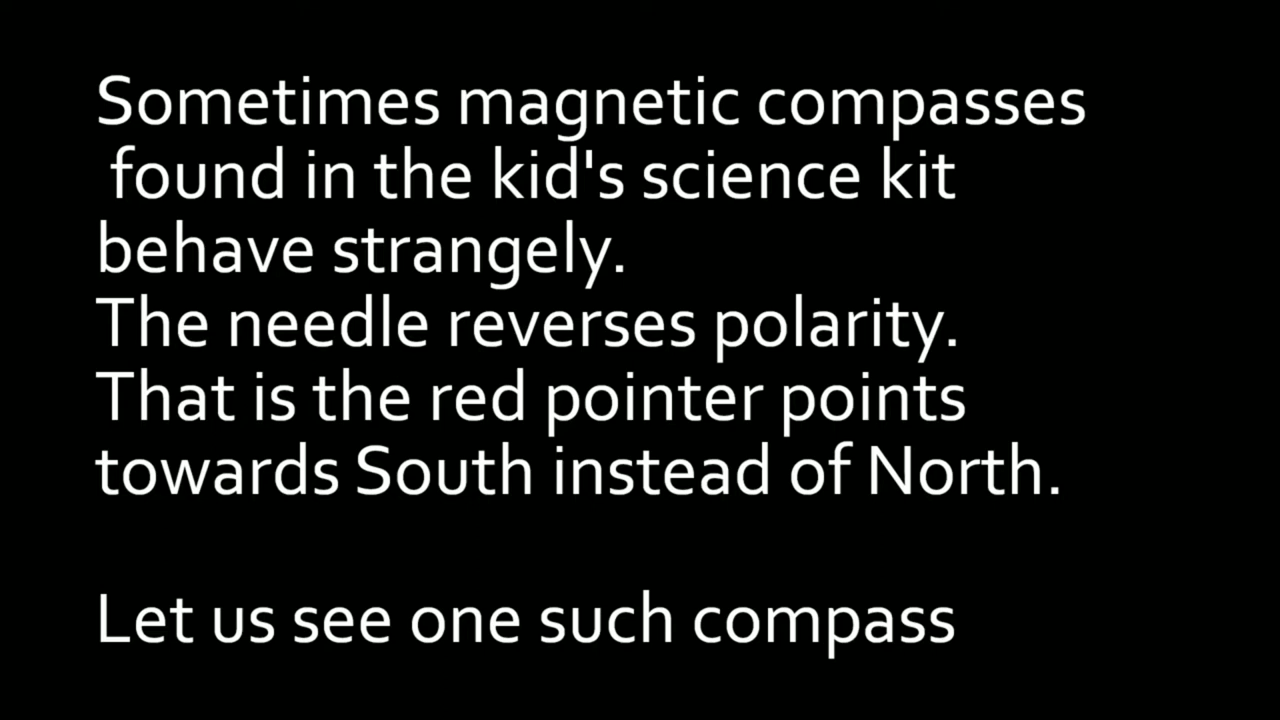 Sometimes magnetic compasses
found in the kid's science kit
behave strangely.
The needle reverses polarity.
That is the red pointer points
towards South instead of North.
Let us see one such compass